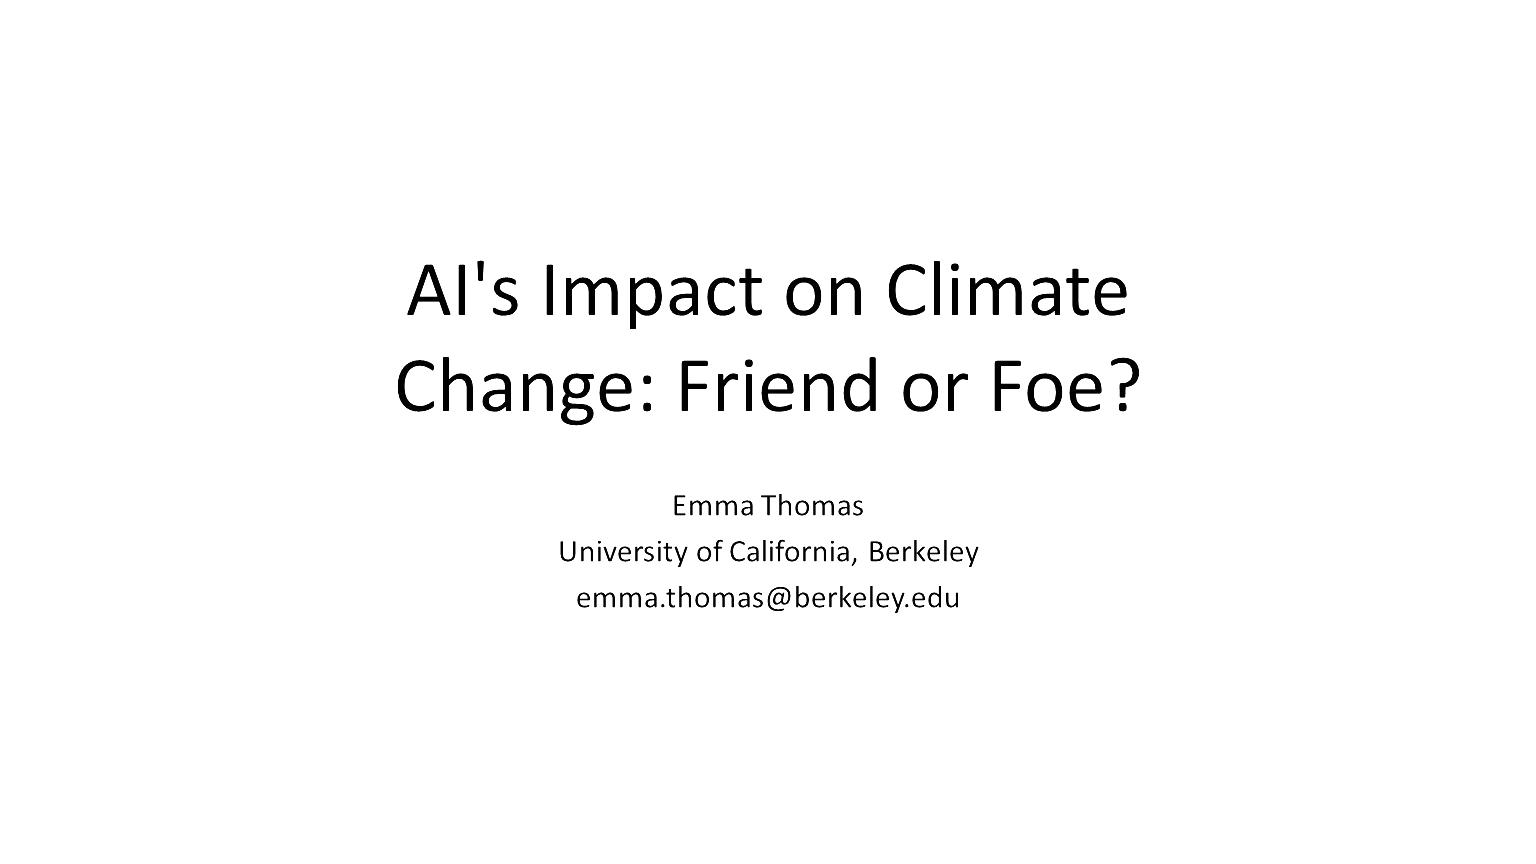 AI's Impact on Climate
Change: Friend or Foe?
Emma Thomas
University of California, Berkeley
emma.thomas@berkeley.edu